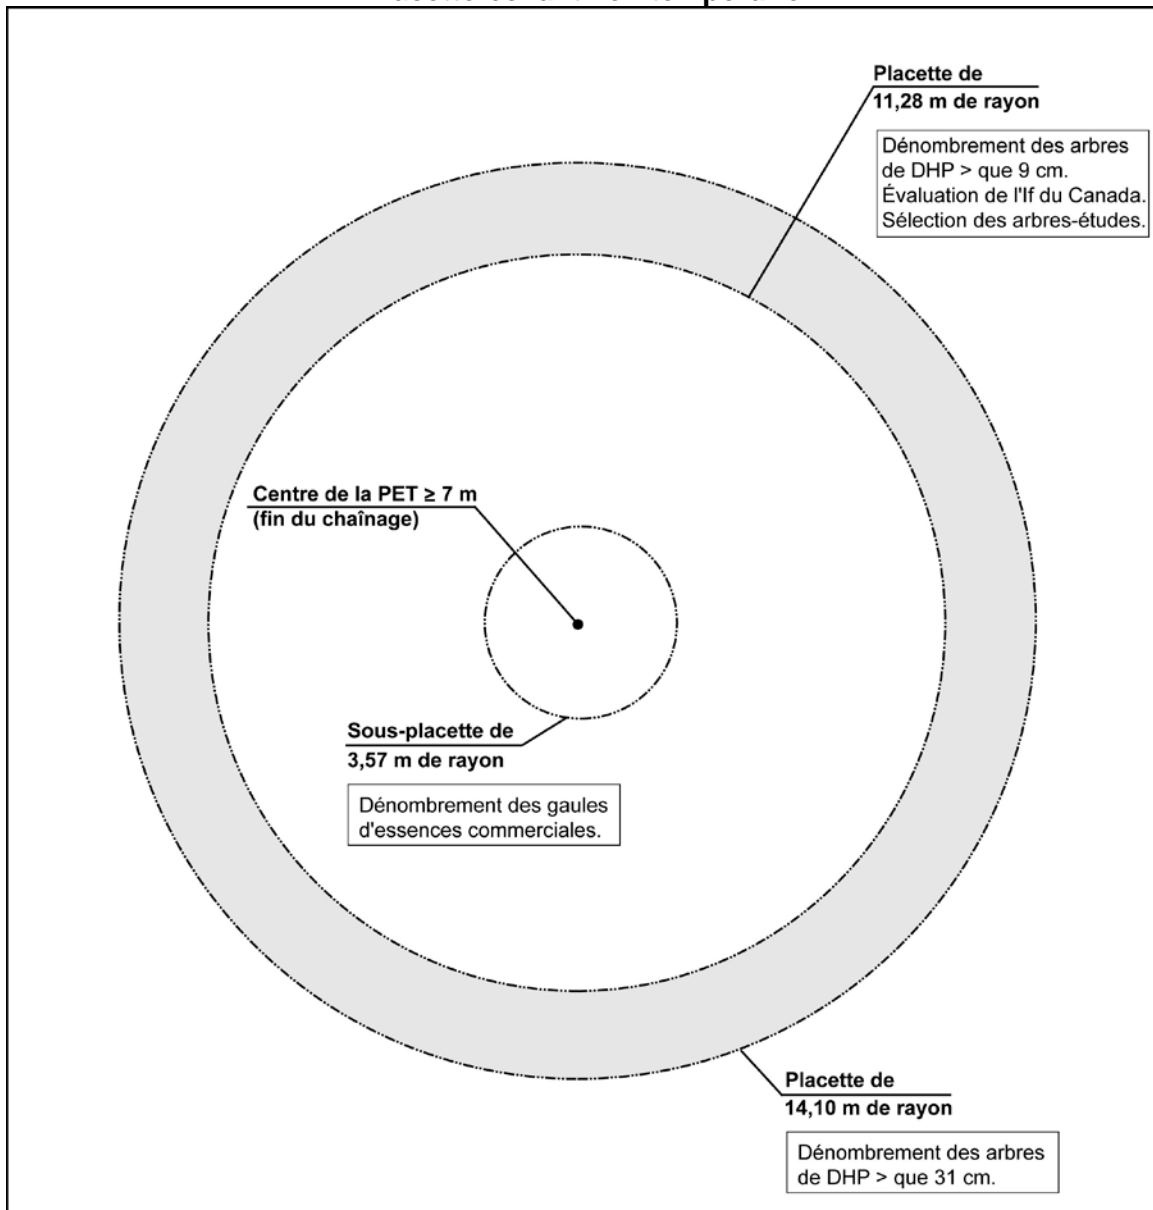 Placette de
11,28 m de rayon
Dénombrement des arbres
de DHP > que 9 cm.
Évaluation de l'If du Canada.
Sélection des arbres-études.
Centre de la PET ≥ 7 m
(fin du chaînage)
Sous-placette de
3,57 m de rayon
Dénombrement des gaules
d'essences commerciales.
Placette de
14,10 m de rayon
Dénombrement des arbres
de DHP > que 31 cm.